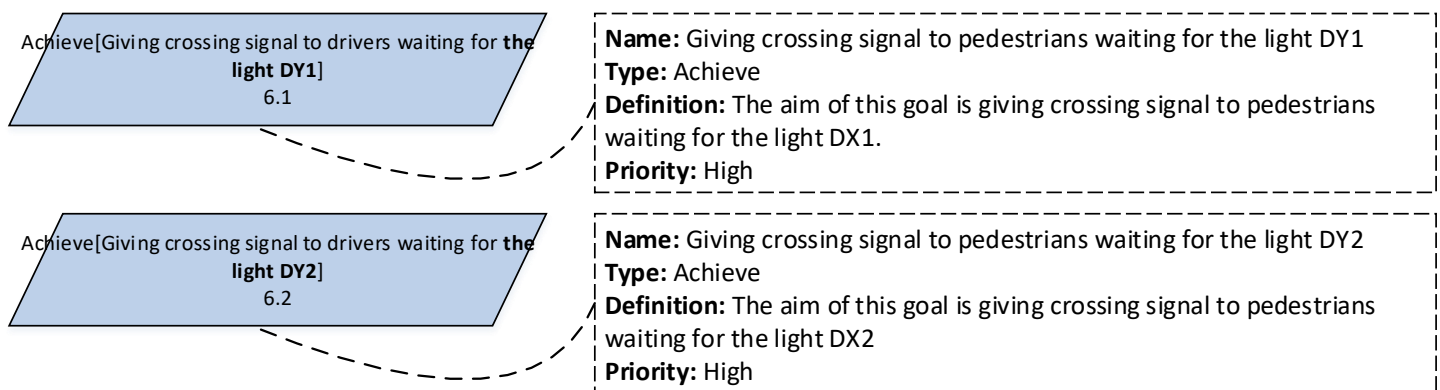 Achieve[Giving crossing signal to drivers waiting for the
light DY1]
6.1
Name: Giving crossing signal to pedestrians waiting for the light DY1
Type: Achieve
Definition: The aim of this goal is giving crossing signal to pedestrians
waiting for the light DX1.
Priority: High
Achieve[Giving crossing signal to drivers waiting for the
light DY2]
6.2
Name: Giving crossing signal to pedestrians waiting for the light DY2
Type: Achieve
Definition: The aim of this goal is giving crossing signal to pedestrians
waiting for the light DX2
Priority: High